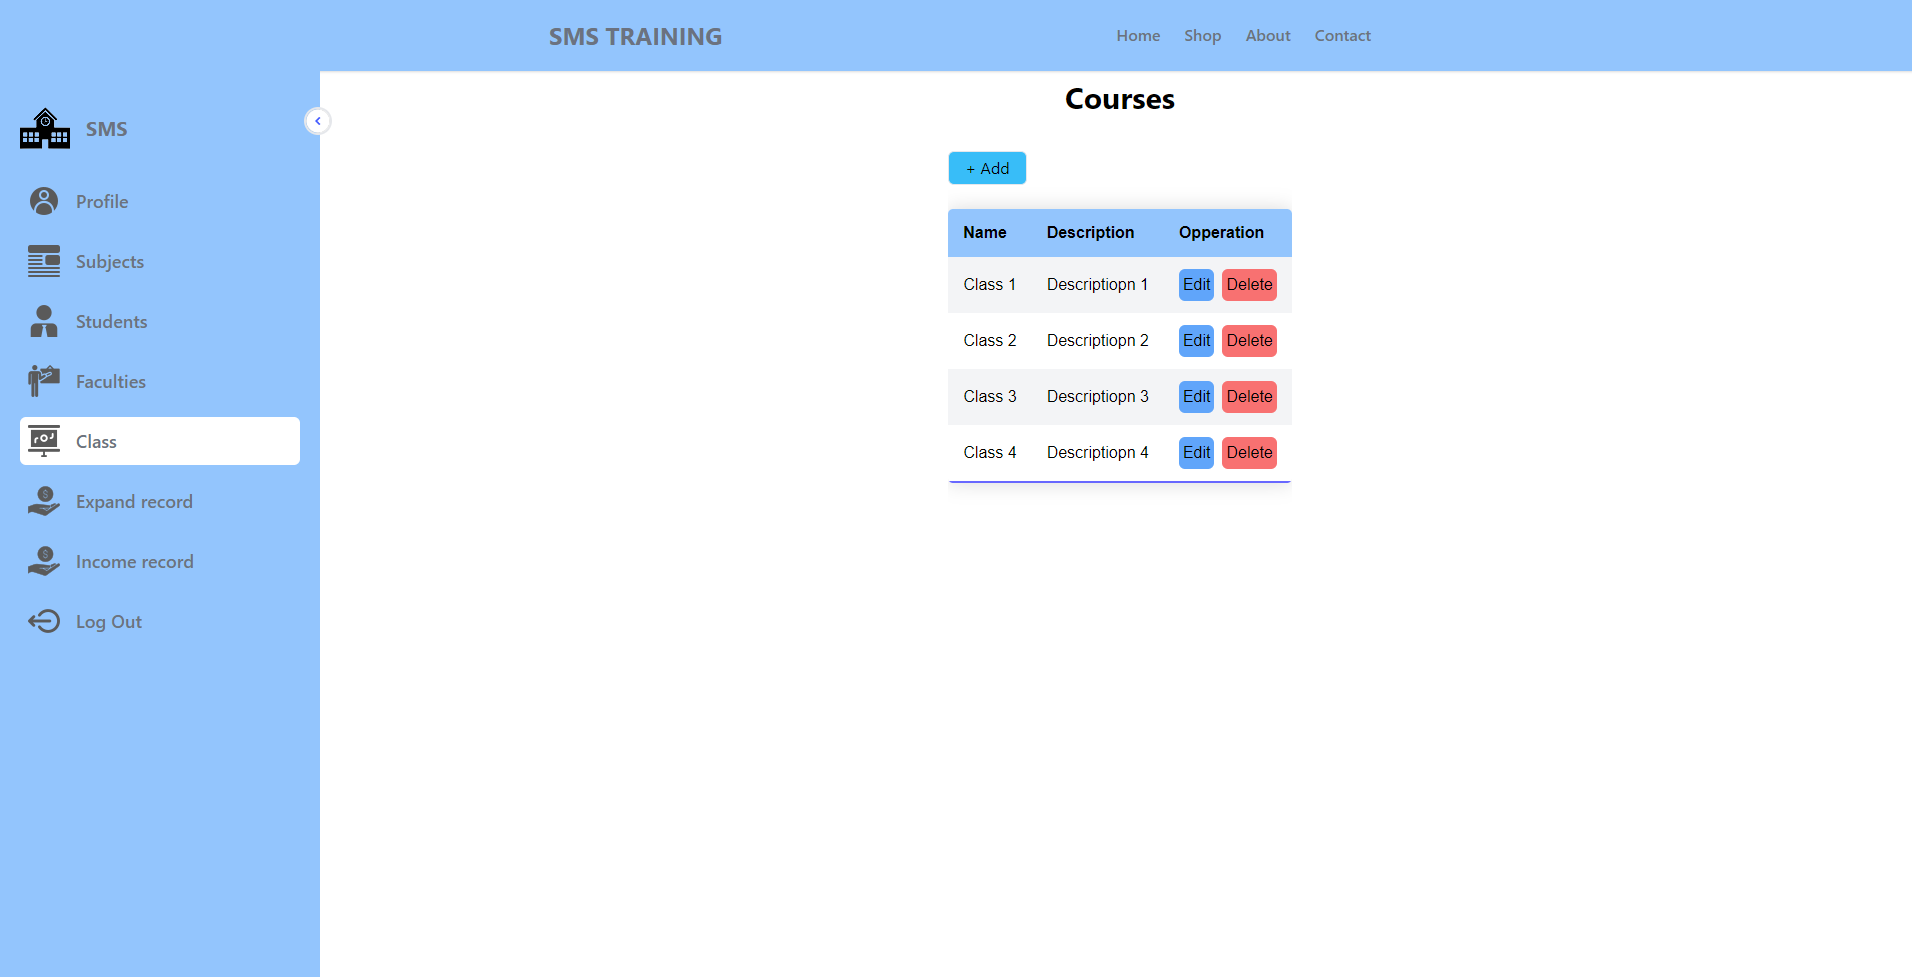 SMS TRAINING
Home Shop About Contact
SMS
Profile
Subjects
Students
Faculties
Class
Expand record
Income record
Log Out
Courses
+ Add
Name Description Opperation
Class 1 Descriptiopn 1 Edit Delete
Class 2 Descriptiopn 2 Edit Delete
Class 3 Descriptiopn 3 Edit Delete
Class 4 Descriptiopn 4 Edit Delete